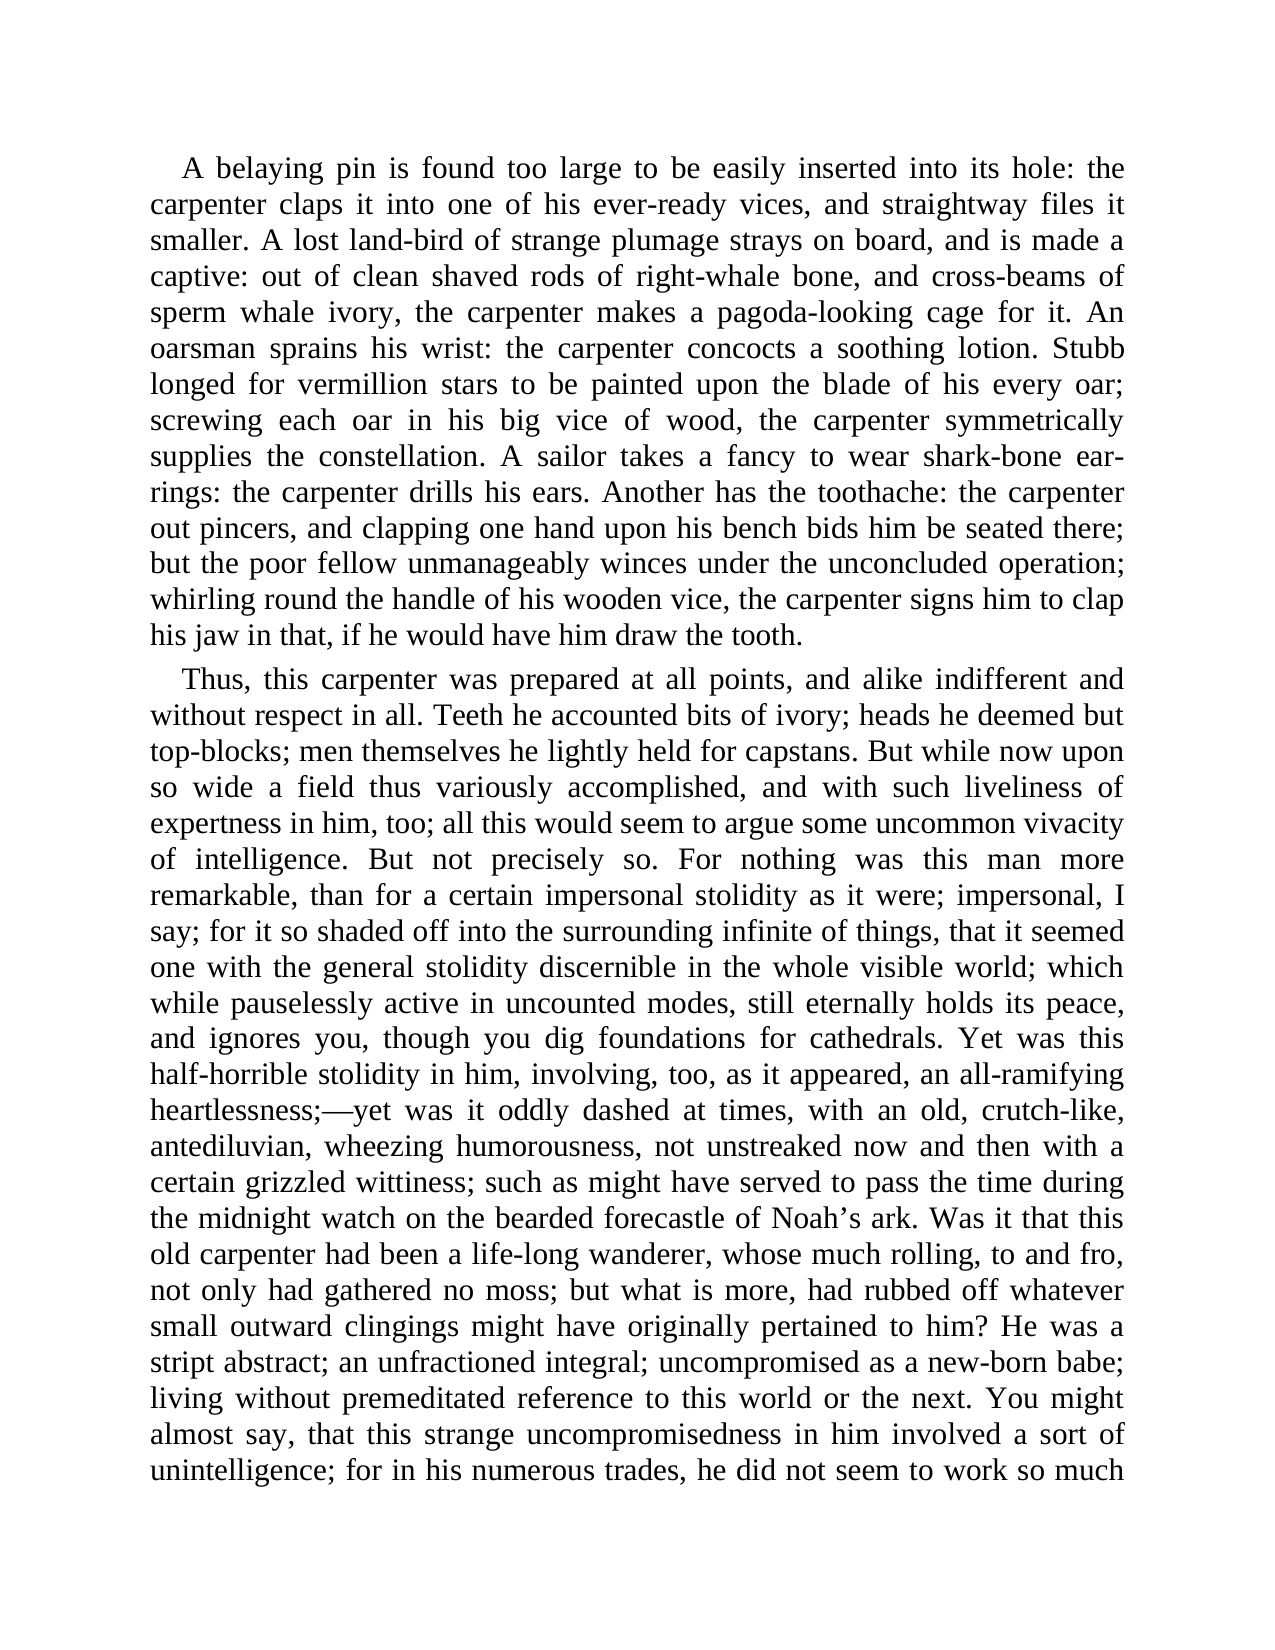 A belaying pin is found too large to be easily inserted into its hole: the
carpenter claps it into one of his ever-ready vices, and straightway files it
smaller. A lost land-bird of strange plumage strays on board, and is made a
captive: out of clean shaved rods of right-whale bone, and cross-beams of
sperm whale ivory, the carpenter makes a pagoda-looking cage for it. An
oarsman sprains his wrist: the carpenter concocts a soothing lotion. Stubb
longed for vermillion stars to be painted upon the blade of his every oar;
screwing each oar in his big vice of wood, the carpenter symmetrically
supplies the constellation. A sailor takes a fancy to wear shark-bone ear-
rings: the carpenter drills his ears. Another has the toothache: the carpenter
out pincers, and clapping one hand upon his bench bids him be seated there;
but the poor fellow unmanageably winces under the unconcluded operation;
whirling round the handle of his wooden vice, the carpenter signs him to clap
his jaw in that, if he would have him draw the tooth.
Thus, this carpenter was prepared at all points, and alike indifferent and
without respect in all. Teeth he accounted bits of ivory; heads he deemed but
top-blocks; men themselves he lightly held for capstans. But while now upon
so wide a field thus variously accomplished, and with such liveliness of
expertness in him, too; all this would seem to argue some uncommon vivacity
of intelligence. But not precisely so. For nothing was this man more
remarkable, than for a certain impersonal stolidity as it were; impersonal, I
say; for it so shaded off into the surrounding infinite of things, that it seemed
one with the general stolidity discernible in the whole visible world; which
while pauselessly active in uncounted modes, still eternally holds its peace,
and ignores you, though you dig foundations for cathedrals. Yet was this
half-horrible stolidity in him, involving, too, as it appeared, an all-ramifying
heartlessness;—yet was it oddly dashed at times, with an old, crutch-like,
antediluvian, wheezing humorousness, not unstreaked now and then with a
certain grizzled wittiness; such as might have served to pass the time during
the midnight watch on the bearded forecastle of Noah’s ark. Was it that this
old carpenter had been a life-long wanderer, whose much rolling, to and fro,
not only had gathered no moss; but what is more, had rubbed off whatever
small outward clingings might have originally pertained to him? He was a
stript abstract; an unfractioned integral; uncompromised as a new-born babe;
living without premeditated reference to this world or the next. You might
almost say, that this strange uncompromisedness in him involved a sort of
unintelligence; for in his numerous trades, he did not seem to work so much